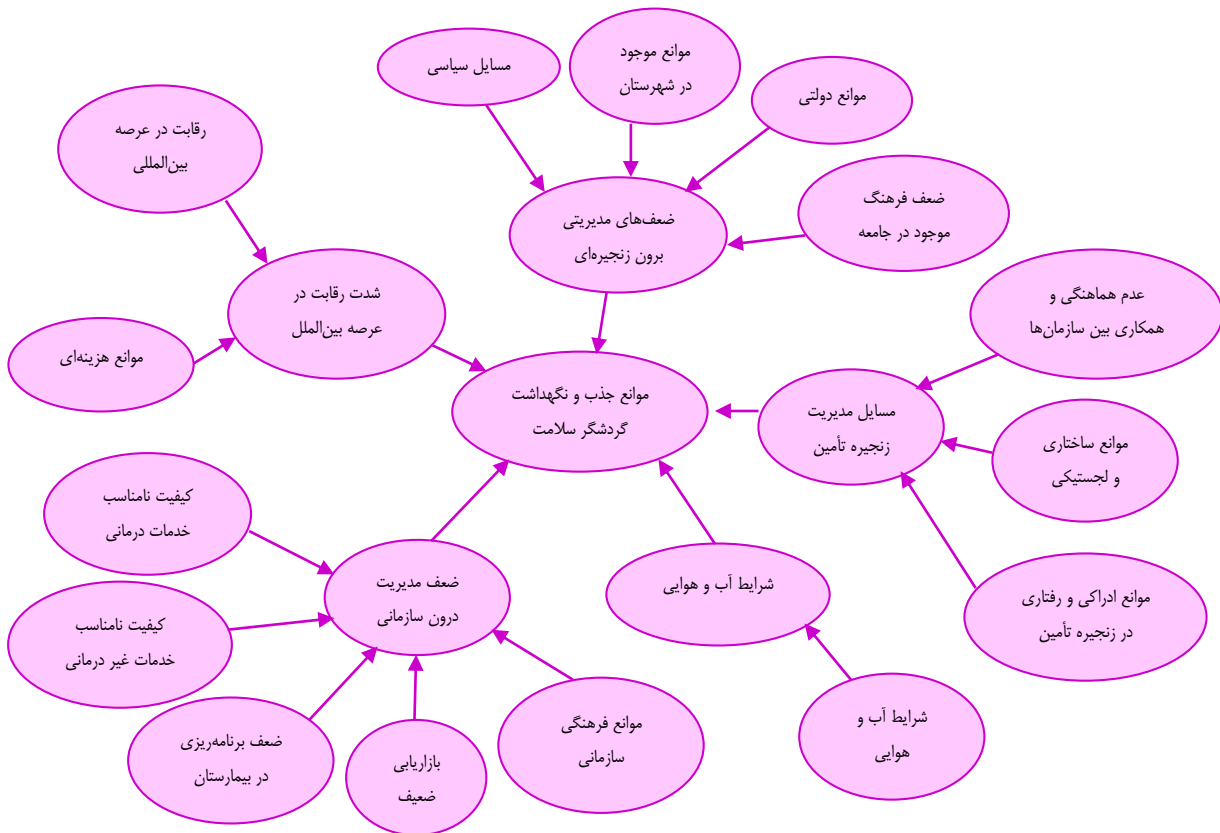 موانع موجود
در شهرستان
مسایل سیاسی
موانع دولتی
رقابت در عرصه
بین‌المللی
ضعف فرهنگ
موجود در جامعه
ضعف‌های مدیریتی
برون زنجیره‌ای
عدم هماهنگی و
همکاری بین سازمان‌ها
شدت رقابت در
عرصه بین‌الملل
موانع هزینه‌ای
موانع جذب و نگهداشت
گردشگر سلامت
مسایل مدیریت
زنجیره تأمین
موانع ساختاری
و لجستیکی
کیفیت نامناسب
خدمات درمانی
ضعف مدیریت
درون سازمانی
شرایط آب و هوایی
موانع ادراکی و رفتاری
در زنجیره تأمین
کیفیت نامناسب
خدمات غیر درمانی
شرایط آب و
هوایی
موانع فرهنگی
سازمانی
ضعف برنامه‌ریزی
در بیمارستان
بازاریابی
ضعیف